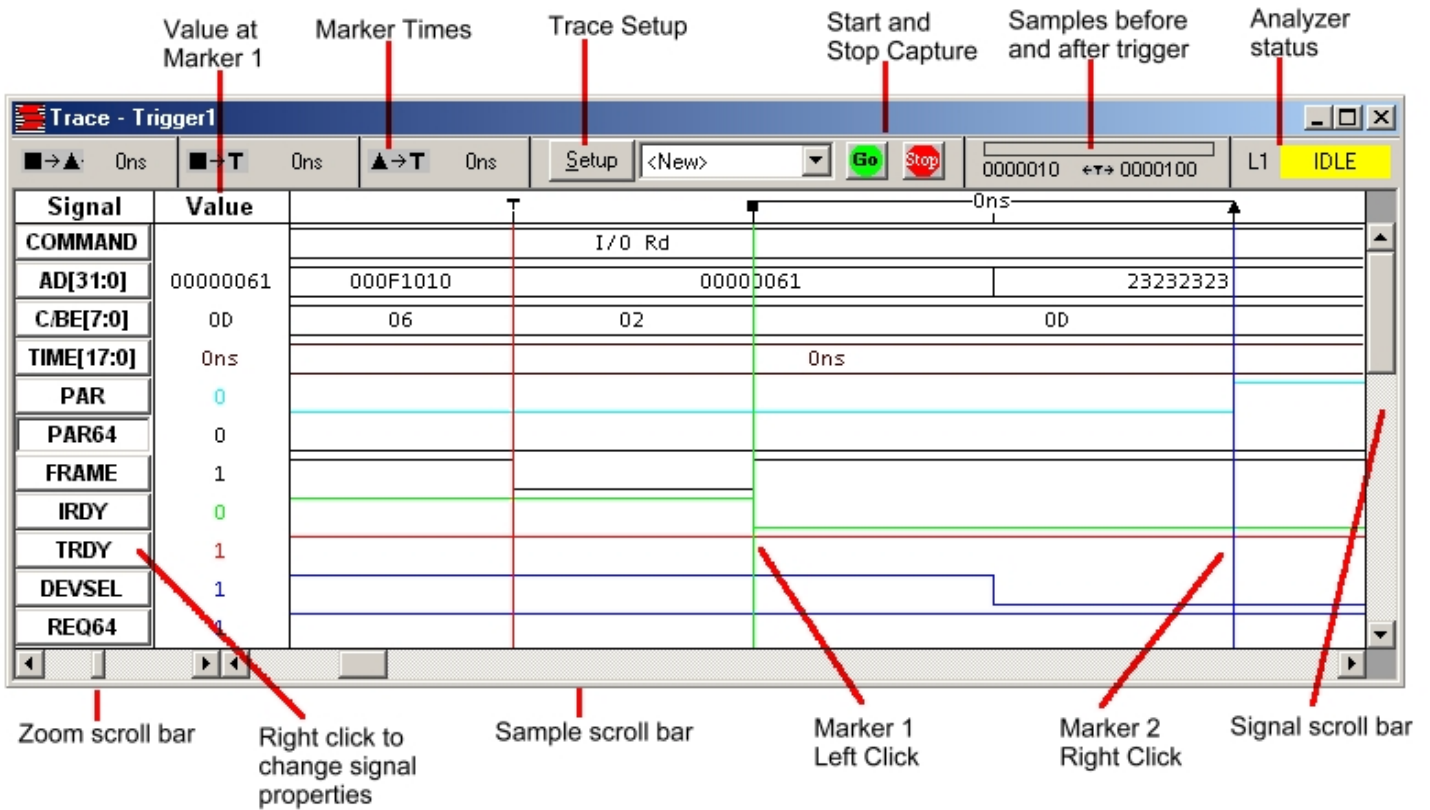 Value at
Marker 1
Marker Times
Trace Setup
Start and
Stop Capture
Samples before
and after trigger
Analyzer
status
Trace - Trigger1
0ns
T 0ns
T 0ns
Setup
<New>
Go
Stop
0000010 ←T→ 0000100
L1 IDLE
Signal Value T 0ns
COMMAND I/O Rd
AD[31:0] 00000061 000F1010 00000061 23232323
C/BE[7:0] 0D 06 02 0D
TIME[17:0] 0ns 0ns
PAR 0
PAR64 0
FRAME 1
IRDY 0
TRDY 1
DEVSEL 1
REQ64 1
Zoom scroll bar
Right click to
change signal
properties
Sample scroll bar
Marker 1
Left Click
Marker 2
Right Click
Signal scroll bar